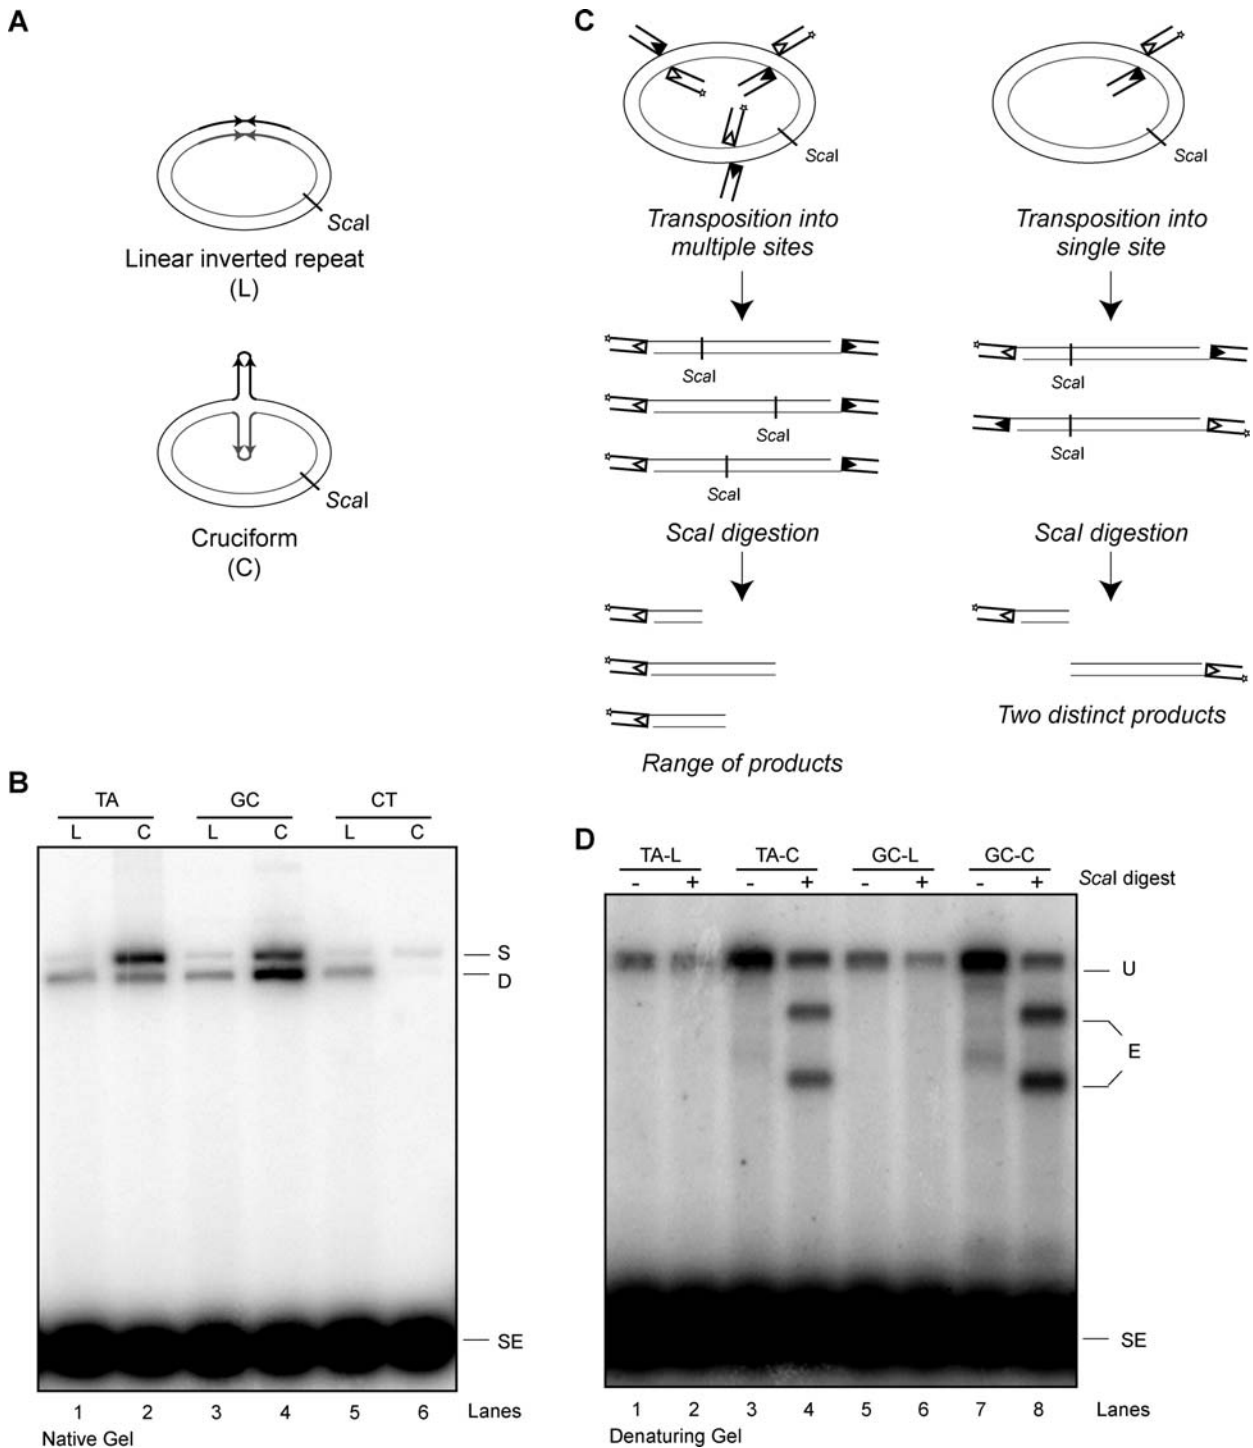 A
ScaI
Linear inverted repeat
(L)
ScaI
Cruciform
(C)
B
TA GC CT
L C L C L C
S
D
SE
1 2 3 4 5 6 Lanes
Native Gel
C
ScaI ScaI
Transposition into
multiple sites
Transposition into
single site
ScaI
ScaI
ScaI
ScaI
ScaI
ScaI digestion ScaI digestion
Range of products
Two distinct products
D
TA-L TA-C GC-L GC-C
- + - + - + - + ScaI digest
U
E
SE
1 2 3 4 5 6 7 8 Lanes
Denaturing Gel